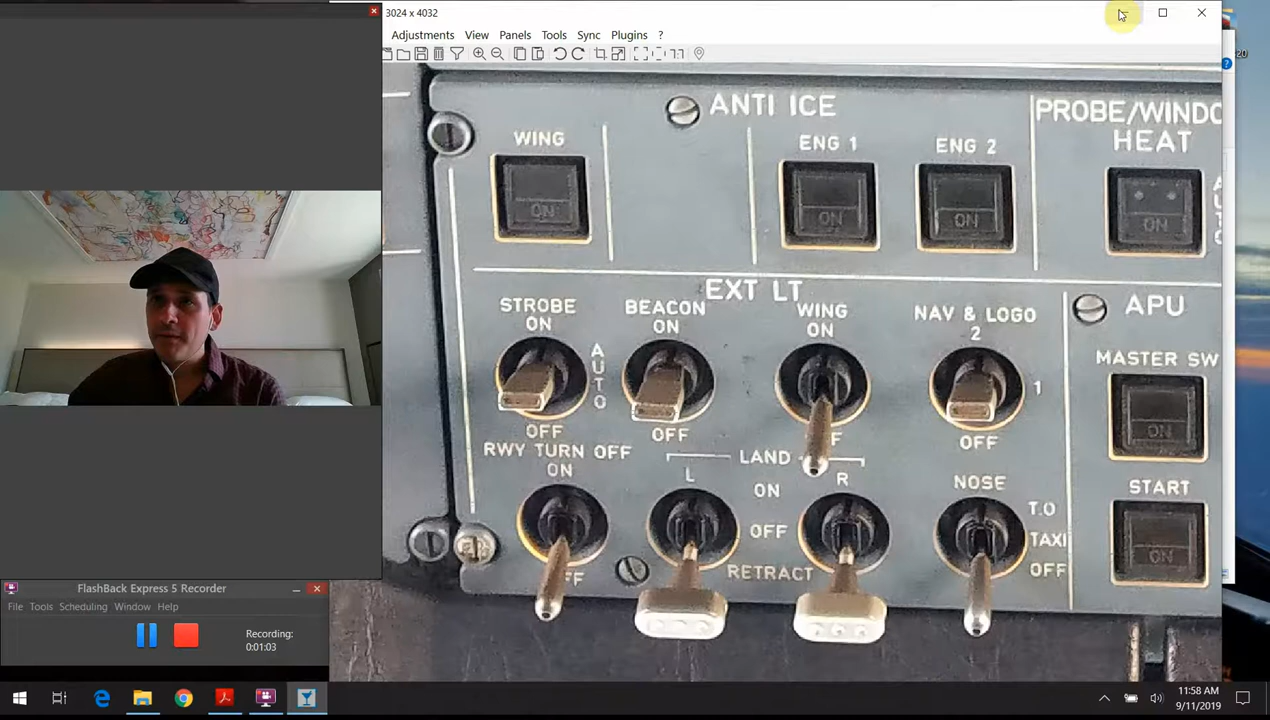 3024 x 4032
Adjustments View Panels Tools Sync Plugins ?
ANTI ICE
PROBE/WINDO
HEAT
WING
ENG 1
ENG 2
ON
ON
ON
ON
AUTO
EXT LT
STROBE
ON
AUTO
OFF
BEACON
ON
OFF
WING
ON
F
NAV & LOGO
2
1
OFF
APU
MASTER SW
ON
START
ON
RWY TURN OFF
ON
FF
LAND
L
R
ON
OFF
RETRACT
NOSE
T.O
TAXI
OFF
FlashBack Express 5 Recorder
File Tools Scheduling Window Help
Recording:
0:01:03
20
11:58 AM
9/11/2019